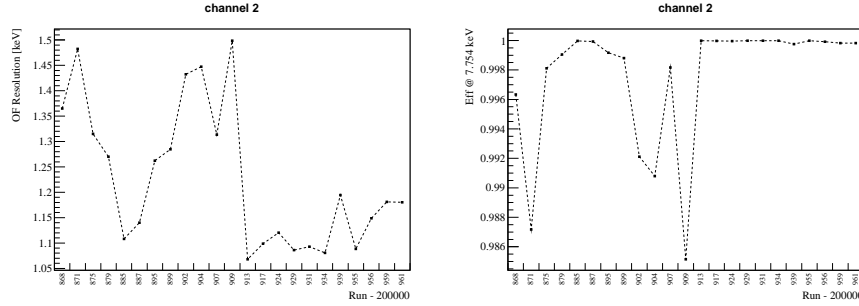 channel 2
OF Resolution [keV]
1.5
1.45
1.4
1.35
1.3
1.25
1.2
1.15
1.1
1.05
868 871 875 879 885 887 895 899 902 904 907 909 913 917 924 929 931 934 939 955 956 959 961
Run - 200000
channel 2
Eff @ 7.754 keV
1
0.998
0.996
0.994
0.992
0.99
0.988
0.986
868 871 875 879 885 887 895 899 902 904 907 909 913 917 924 929 931 934 939 955 956 959 961
Run - 200000